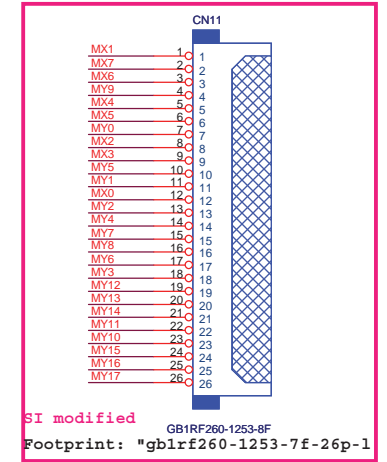 CN11
MX1 1 1
MX7 2 2
MX6 3 3
MY9 4 4
MX4 5 5
MX5 6 6
MY0 7 7
MX2 8 8
MX3 9 9
MY5 10 10
MY1 11 11
MX0 12 12
MY2 13 13
MY4 14 14
MY7 15 15
MY8 16 16
MY6 17 17
MY3 18 18
MY12 19 19
MY13 20 20
MY14 21 21
MY11 22 22
MY10 23 23
MY15 24 24
MY16 25 25
MY17 26 26
SI modified
GB1RF260-1253-8F
Footprint: "gb1rf260-1253-7f-26p-l